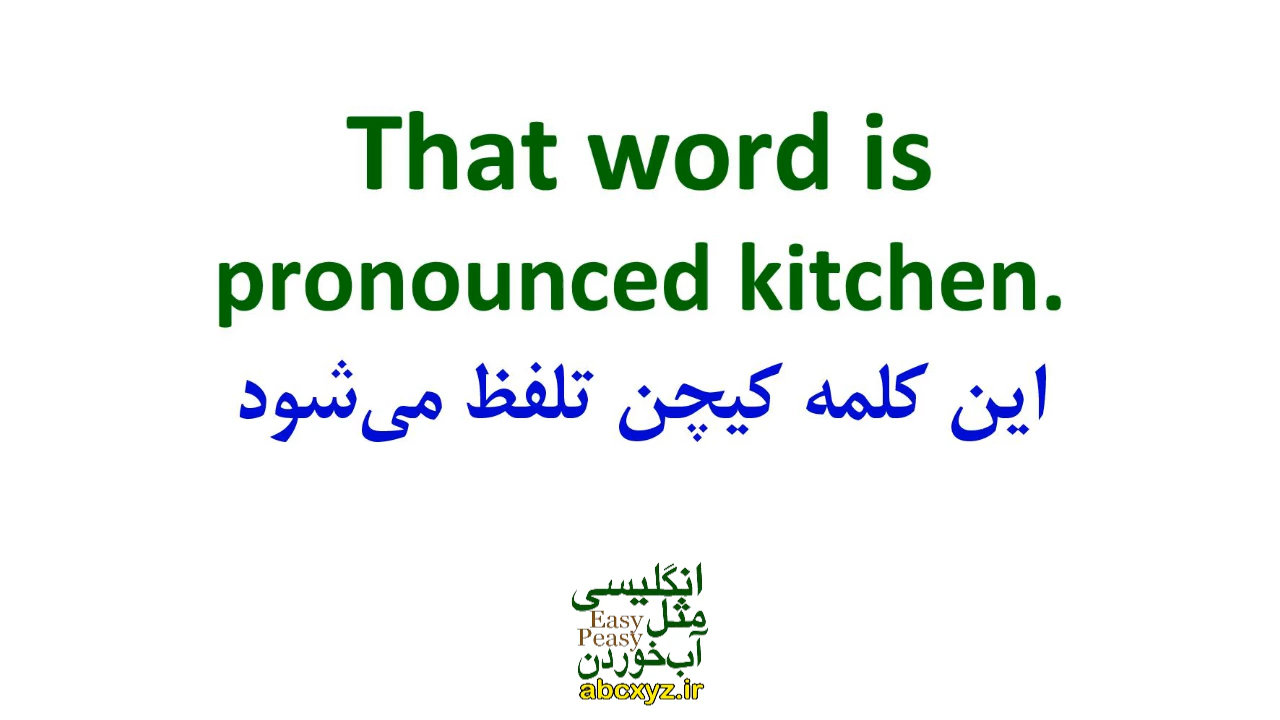 That word is
pronounced kitchen.
این کلمه کیچن تلفظ می‌شود
انگلیسی
مثل
Easy
Peasy
آب‌خوردن
abcxyz.ir